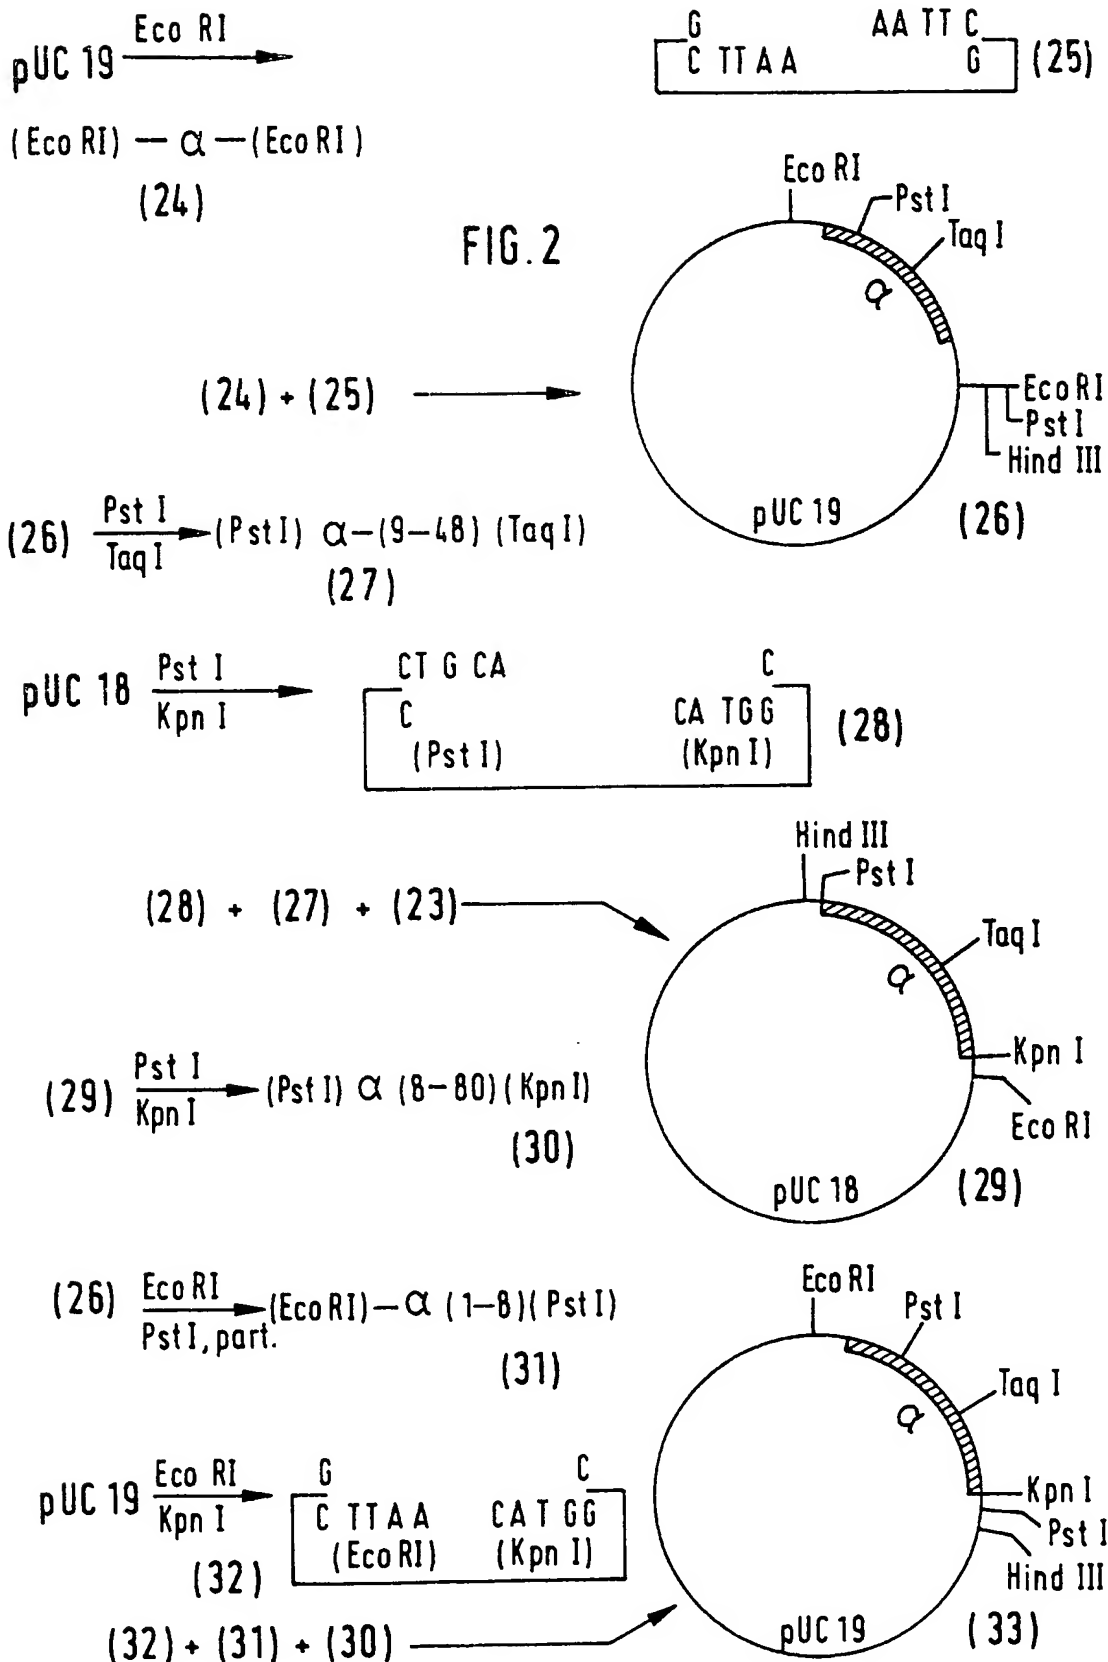 Eco RI
pUC 19
G AA TT C
C TT A A G (25)
(Eco RI) — α — (Eco RI)
(24)
FIG. 2
Eco RI
Pst I
Taq I
α
(24) + (25)
Eco RI
Pst I
Hind III
pUC 19
(26)
(26) Pst I
Taq I
(Pst I) α-(9-48) (Taq I)
(27)
pUC 18 Pst I
Kpn I
CT G CA C
C CA TG G
(Pst I) (Kpn I)
(28)
Hind III
Pst I
(28) + (27) + (23)
Taq I
α
Kpn I
Eco RI
pUC 18
(29)
(29) Pst I
Kpn I
(Pst I) α (8-80) (Kpn I)
(30)
(26) Eco RI
Pst I, part.
(Eco RI) - α (1-8) (Pst I)
(31)
Eco RI
Pst I
Taq I
α
Kpn I
Pst I
Hind III
pUC 19
(33)
pUC 19 Eco RI
Kpn I
(32)
G C
C TT A A CA T GG
(Eco RI) (Kpn I)
(32) + (31) + (30)